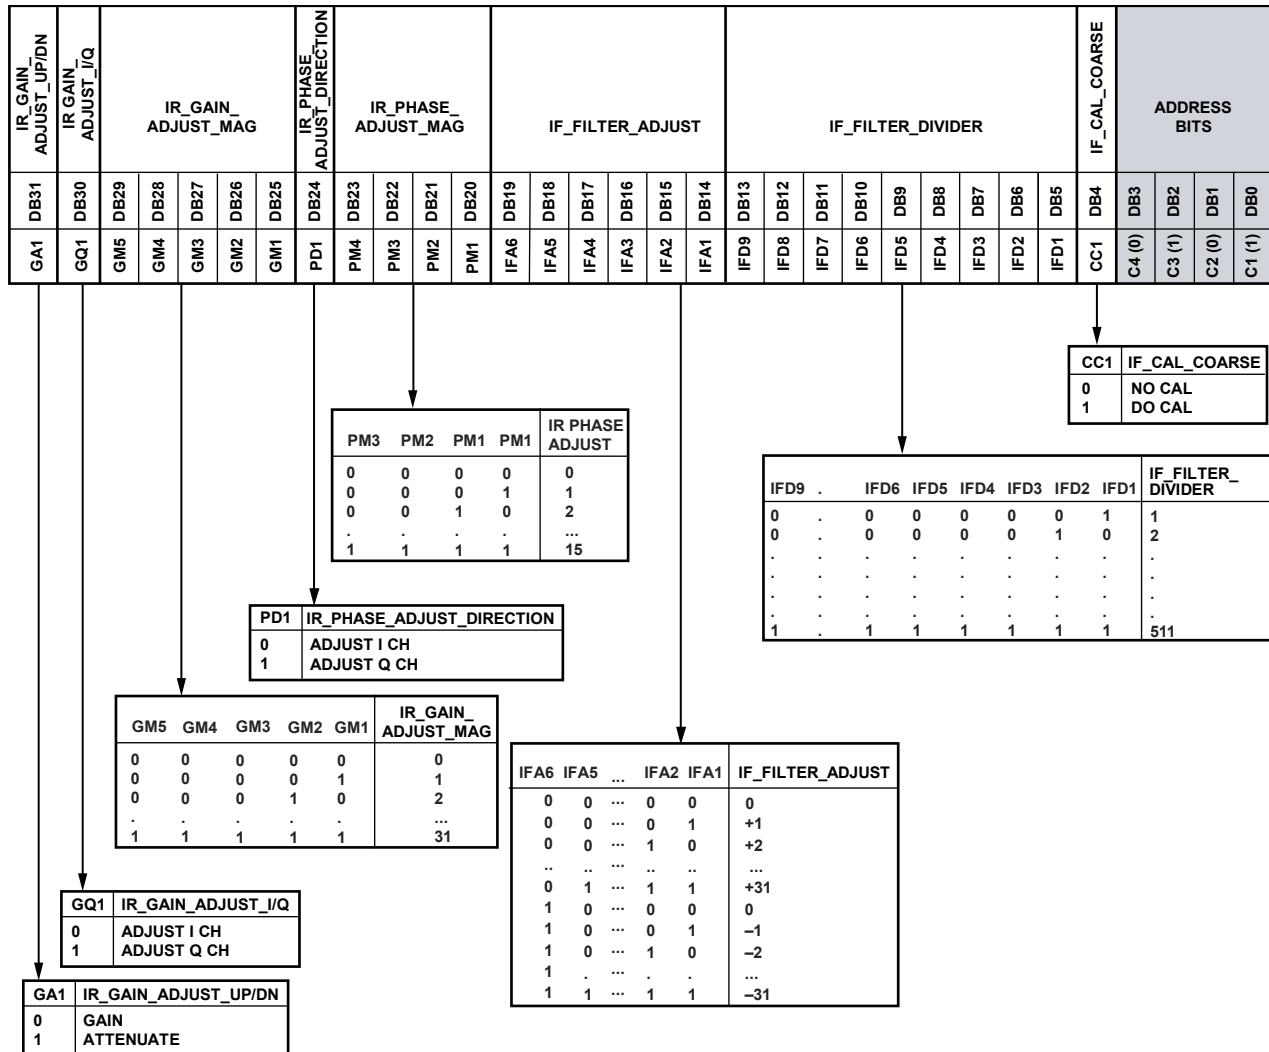 IR_GAIN_
ADJUST_UP/DN
IR GAIN_
ADJUST_I/Q
IR_GAIN_
ADJUST_MAG
IR_PHASE_
ADJUST_DIRECTION
IR_PHASE_
ADJUST_MAG
IF_FILTER_ADJUST
IF_FILTER_DIVIDER
IF_CAL_COARSE
ADDRESS
BITS
DB31 DB30 DB29 DB28 DB27 DB26 DB25 DB24 DB23 DB22 DB21 DB20 DB19 DB18 DB17 DB16 DB15 DB14 DB13 DB12 DB11 DB10 DB9 DB8 DB7 DB6 DB5 DB4 DB3 DB2 DB1 DB0
GA1 GQ1 GM5 GM4 GM3 GM2 GM1 PD1 PM4 PM3 PM2 PM1 IFA6 IFA5 IFA4 IFA3 IFA2 IFA1 IFD9 IFD8 IFD7 IFD6 IFD5 IFD4 IFD3 IFD2 IFD1 CC1 C4 (0) C3 (1) C2 (0) C1 (1)
CC1 IF_CAL_COARSE
0 NO CAL
1 DO CAL
PM3 PM2 PM1 PM1 IR PHASE
ADJUST
0 0 0 0 0
0 0 0 1 1
0 0 1 0 2
. . . . ...
1 1 1 1 15
IFD9 . IFD6 IFD5 IFD4 IFD3 IFD2 IFD1 IF_FILTER_
DIVIDER
0 . 0 0 0 0 0 1 1
0 . 0 0 0 0 1 0 2
. . . . . . . . .
. . . . . . . . .
. . . . . . . . .
. . . . . . . . .
1 . 1 1 1 1 1 1 511
PD1 IR_PHASE_ADJUST_DIRECTION
0 ADJUST I CH
1 ADJUST Q CH
GM5 GM4 GM3 GM2 GM1 IR_GAIN_
ADJUST_MAG
0 0 0 0 0 0
0 0 0 0 1 1
0 0 0 1 0 2
. . . . . ...
1 1 1 1 1 31
IFA6 IFA5 ... IFA2 IFA1 IF_FILTER_ADJUST
0 0 ... 0 0 0
0 0 ... 0 1 +1
0 0 ... 1 0 +2
.. .. ... .. .. ...
0 1 ... 1 1 +31
1 0 ... 0 0 0
1 0 ... 0 1 –1
1 0 ... 1 0 –2
1 . ... . . ...
1 1 ... 1 1 –31
GQ1 IR_GAIN_ADJUST_I/Q
0 ADJUST I CH
1 ADJUST Q CH
GA1 IR_GAIN_ADJUST_UP/DN
0 GAIN
1 ATTENUATE